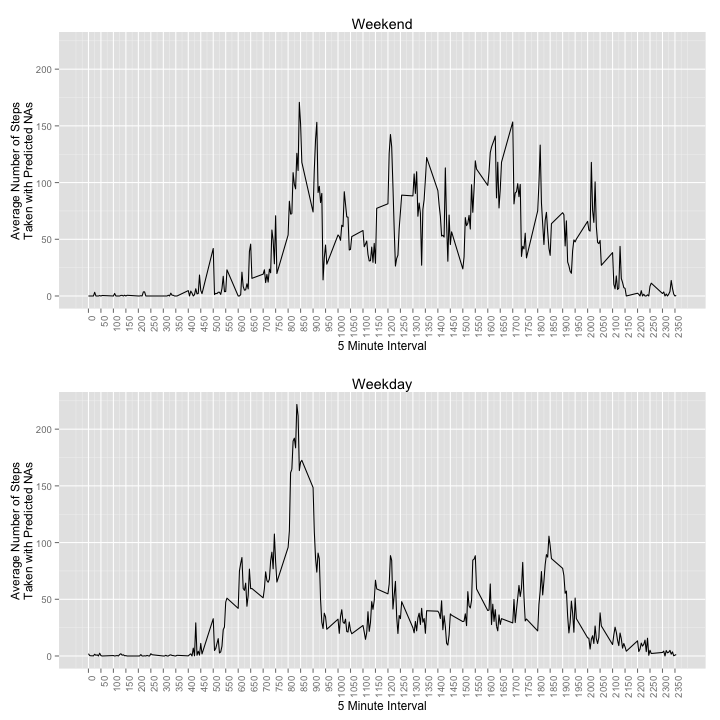 Weekend
Average Number of Steps
Taken with Predicted NAs
200
150
100
50
0
0 50 100 150 200 250 300 350 400 450 500 550 600 650 700 750 800 850 900 950 1000 1050 1100 1150 1200 1250 1300 1350 1400 1450 1500 1550 1600 1650 1700 1750 1800 1850 1900 1950 2000 2050 2100 2150 2200 2250 2300 2350
5 Minute Interval
Weekday
Average Number of Steps
Taken with Predicted NAs
200
150
100
50
0
0 50 100 150 200 250 300 350 400 450 500 550 600 650 700 750 800 850 900 950 1000 1050 1100 1150 1200 1250 1300 1350 1400 1450 1500 1550 1600 1650 1700 1750 1800 1850 1900 1950 2000 2050 2100 2150 2200 2250 2300 2350
5 Minute Interval